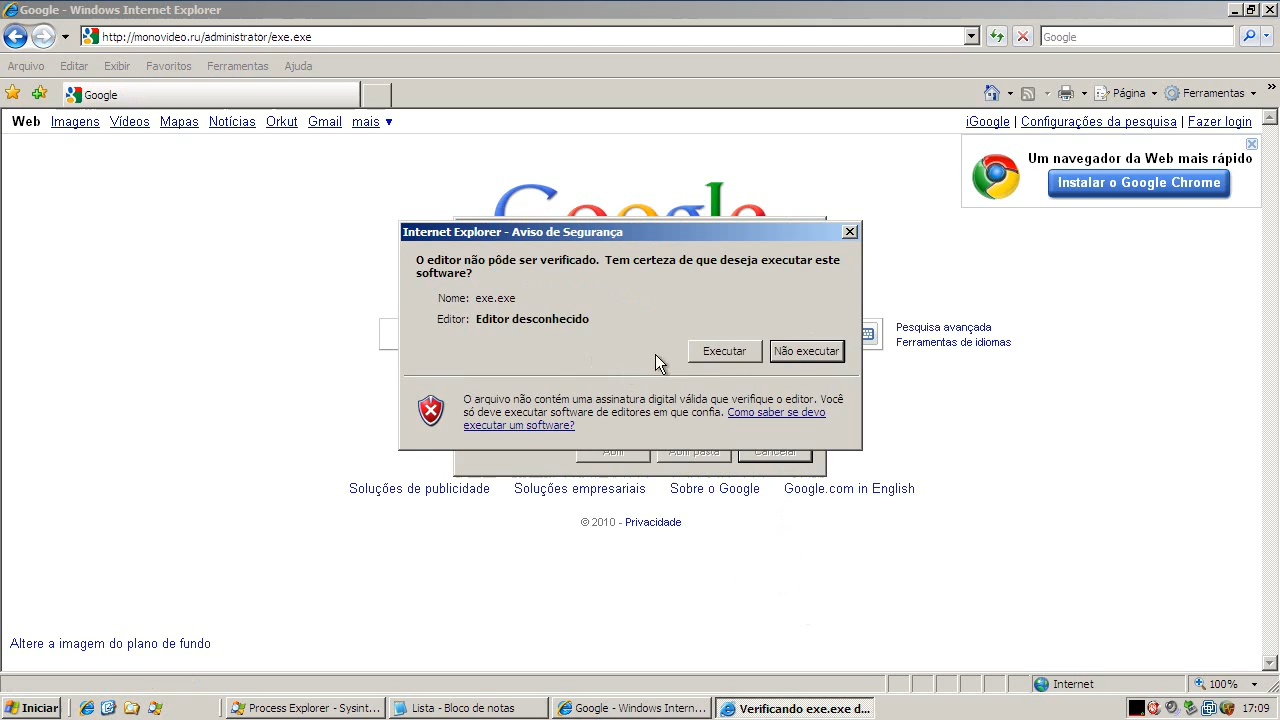 Google - Windows Internet Explorer
http://monovideo.ru/administrator/exe.exe
Google
Arquivo Editar Exibir Favoritos Ferramentas Ajuda
Google
Página Ferramentas
Web Imagens Vídeos Mapas Notícias Orkut Gmail mais ▼
iGoogle | Configurações da pesquisa | Fazer login
Um navegador da Web mais rápido
Instalar o Google Chrome
Google
Internet Explorer - Aviso de Segurança
O editor não pôde ser verificado. Tem certeza de que deseja executar este
software?
Nome: exe.exe
Editor: Editor desconhecido
Executar Não executar
O arquivo não contém uma assinatura digital válida que verifique o editor. Você
só deve executar software de editores em que confia. Como saber se devo
executar um software?
Pesquisa avançada
Ferramentas de idiomas
Abrir Abrir pasta Cancelar
Soluções de publicidade Soluções empresariais Sobre o Google Google.com in English
© 2010 - Privacidade
Altere a imagem do plano de fundo
Internet 100%
Iniciar Process Explorer - Sysint... Lista - Bloco de notas Google - Windows Intern... Verificando exe.exe d... 17:09